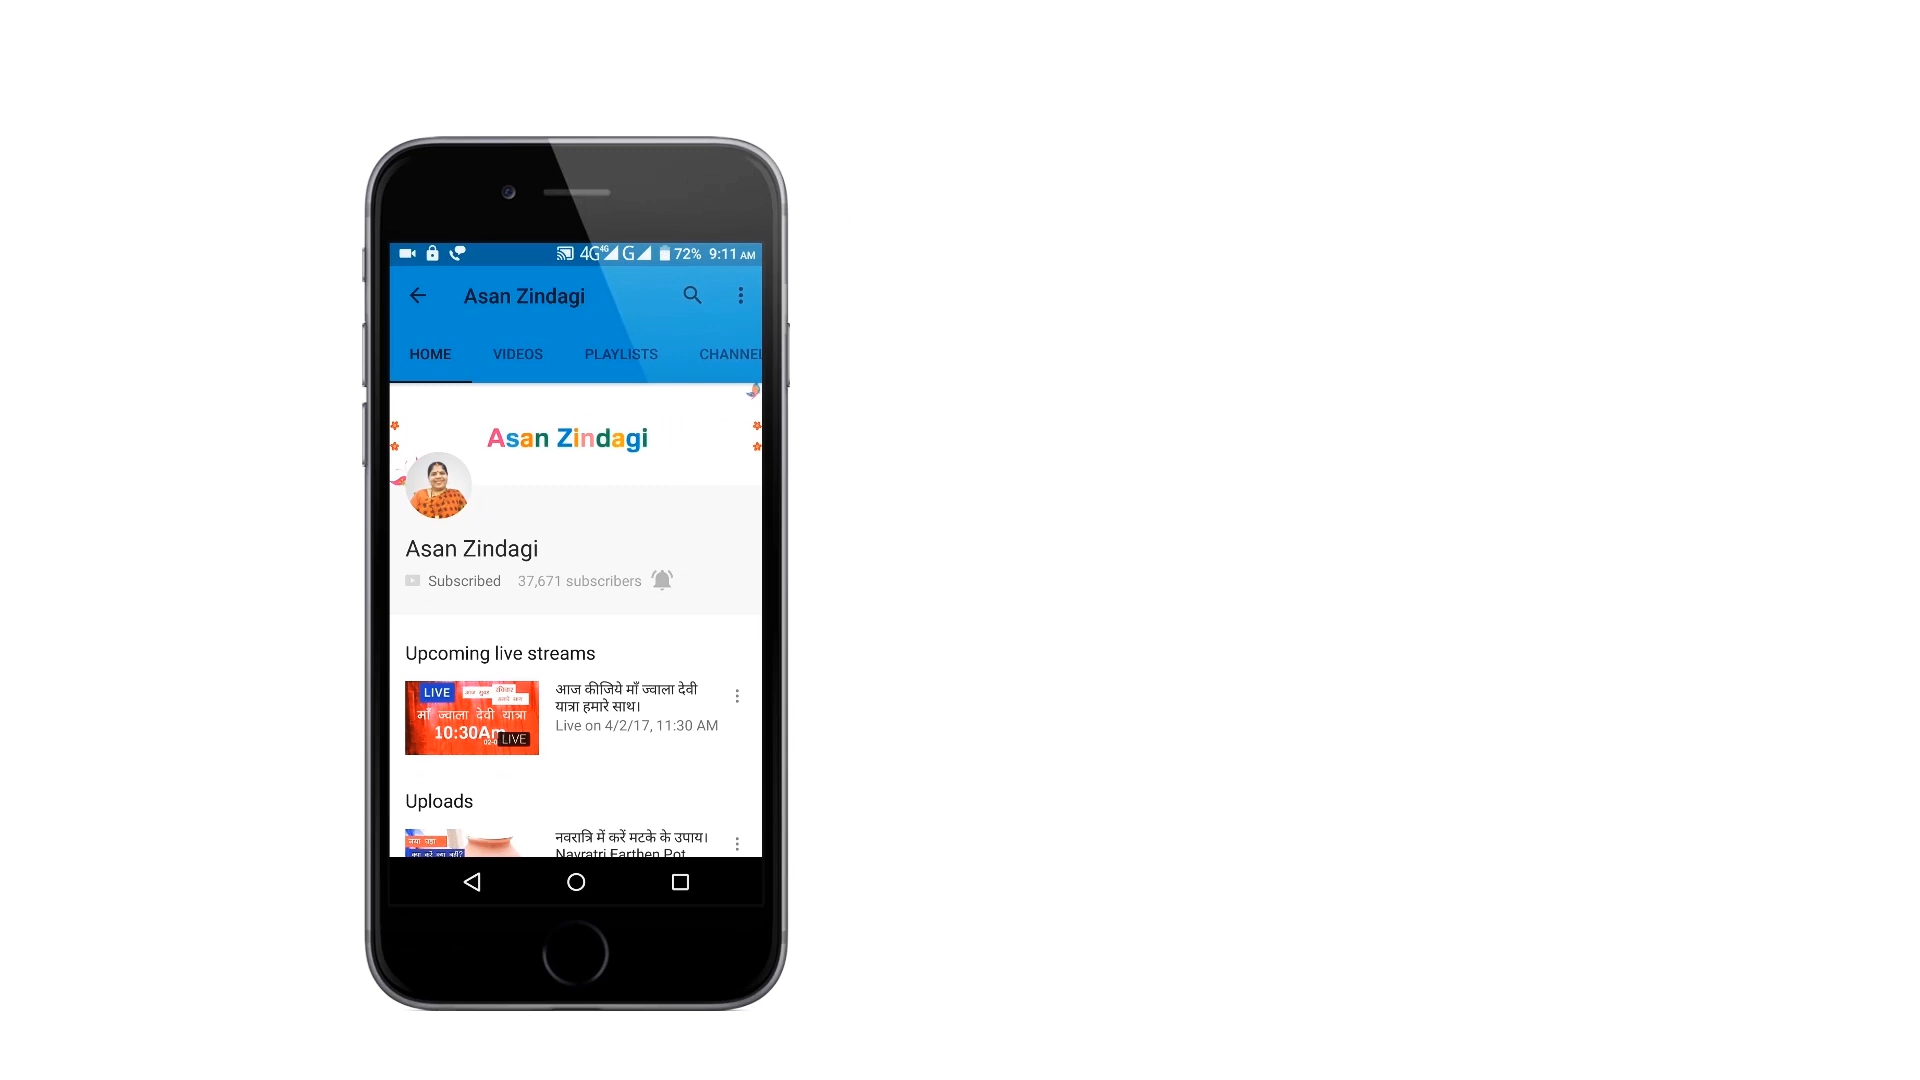 4G 4G G 72% 9:11 AM
Asan Zindagi
HOME VIDEOS PLAYLISTS CHANNEL
Asan Zindagi
Asan Zindagi
Subscribed 37,671 subscribers
Upcoming live streams
LIVE
माँ ज्वाला देवी यात्रा
10:30Am
LIVE
आज कीजिये माँ ज्वाला देवी
यात्रा हमारे साथ।
Live on 4/2/17, 11:30 AM
Uploads
नवरात्रि में करें मटके के उपाय।
Navratri Earthen Pot